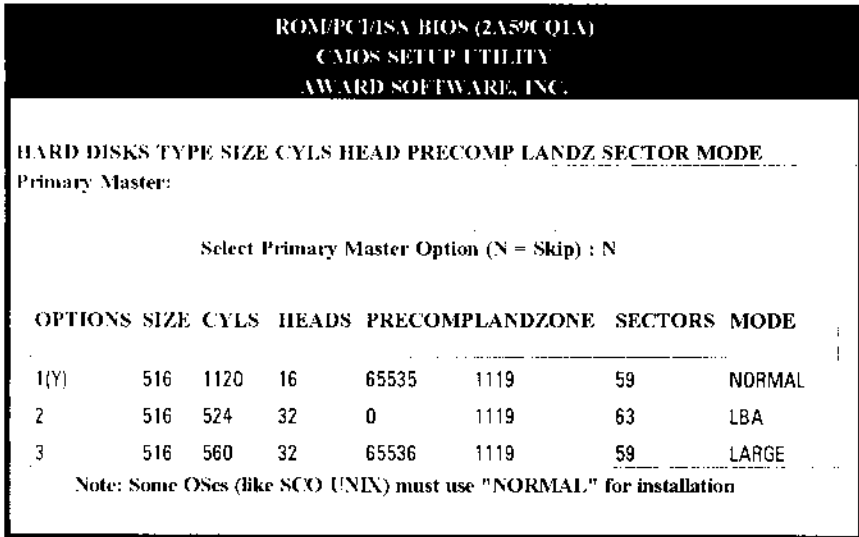 ROM/PCI/ISA BIOS (2A59CQ1A)
CMOS SETUP UTILITY
AWARD SOFTWARE, INC.
HARD DISKS TYPE SIZE CYLS HEAD PRECOMP LANDZ SECTOR MODE
Primary Master:
Select Primary Master Option (N = Skip) : N
OPTIONS SIZE CYLS HEADS PRECOMPLANDZONE SECTORS MODE
1(Y) 516 1120 16 65535 1119 59 NORMAL
2 516 524 32 0 1119 63 LBA
3 516 560 32 65536 1119 59 LARGE
Note: Some OSes (like SCO UNIX) must use "NORMAL" for installation